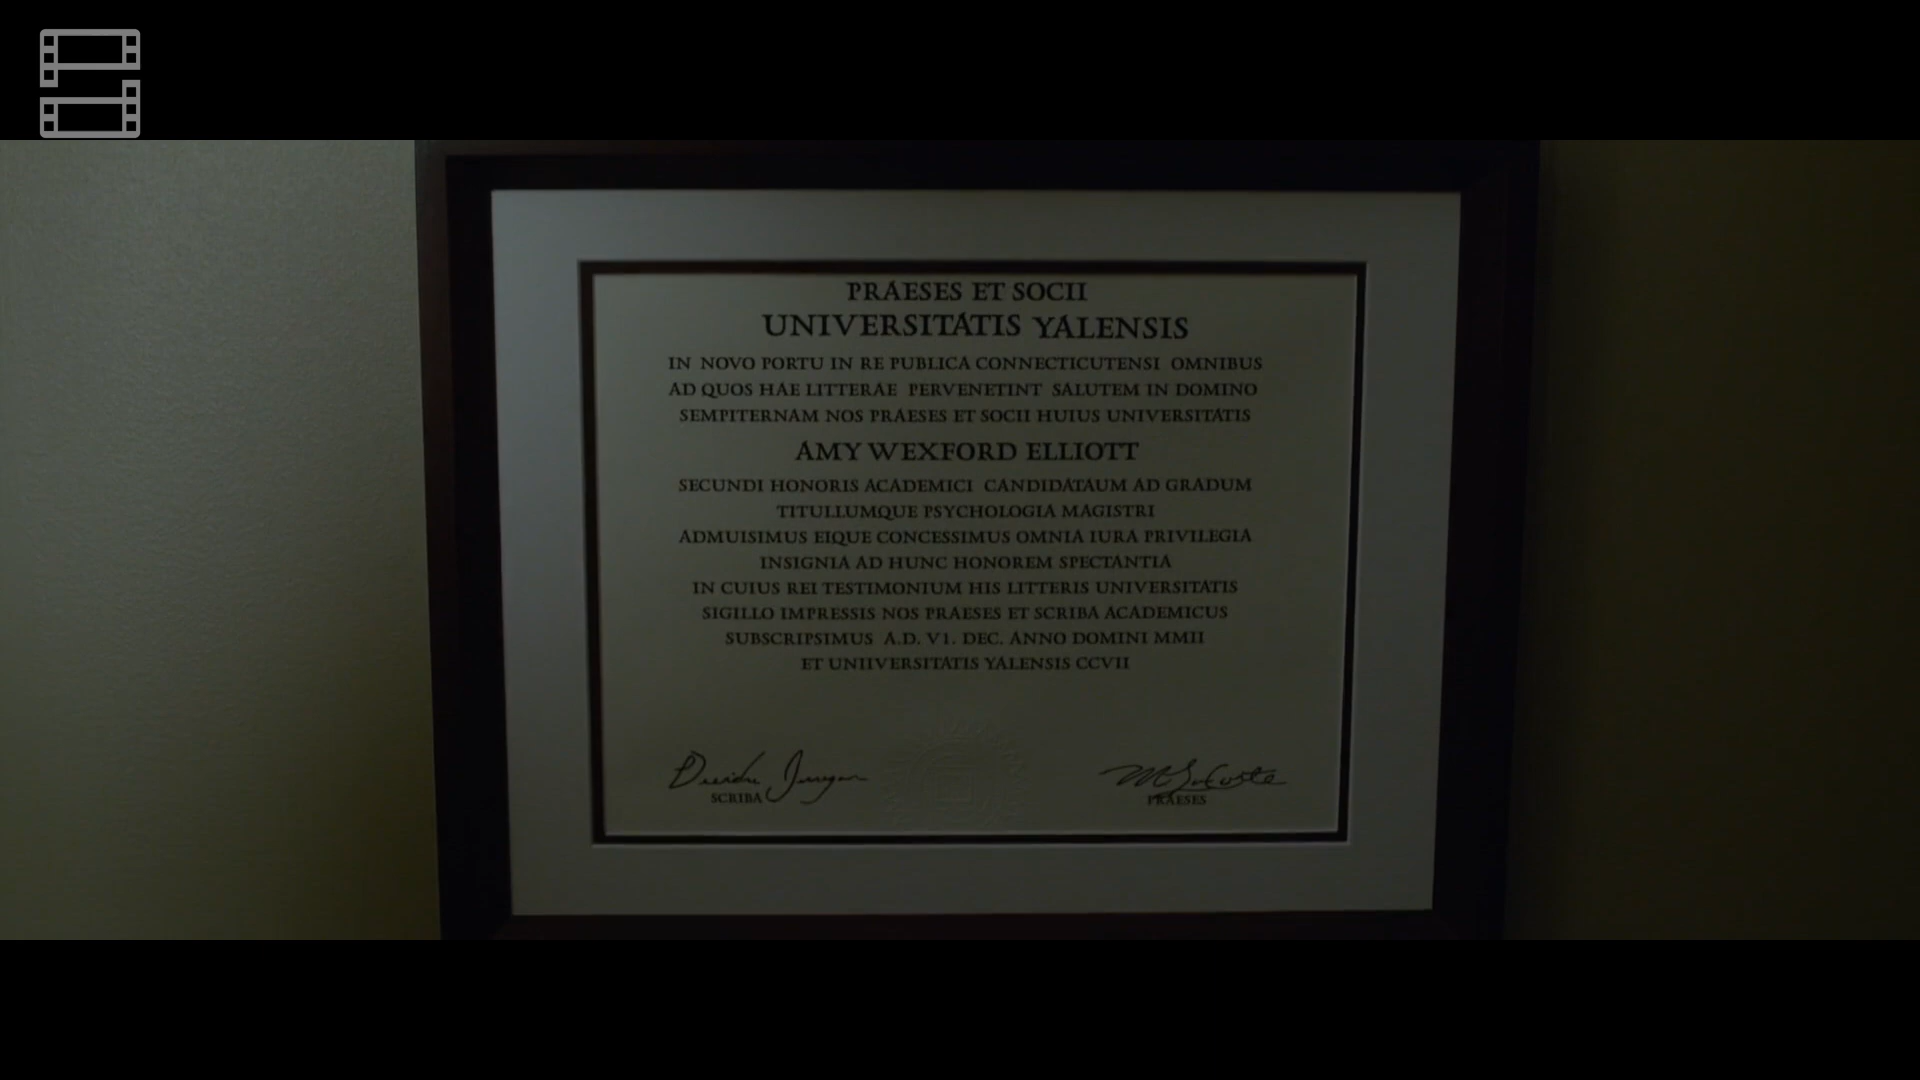 PRAESES ET SOCII
UNIVERSITATIS YALENSIS
IN NOVO PORTU IN RE PUBLICA CONNECTICUTENSI OMNIBUS
AD QUOS HAE LITTERAE PERVENETINT SALUTEM IN DOMINO
SEMPITERNAM NOS PRAESES ET SOCII HUIUS UNIVERSITATIS
AMY WEXFORD ELLIOTT
SECUNDI HONORIS ACADEMICI CANDIDATAUM AD GRADUM
TITULLUMQUE PSYCHOLOGIA MAGISTRI
ADMUISIMUS EIQUE CONCESSIMUS OMNIA IURA PRIVILEGIA
INSIGNIA AD HUNC HONOREM SPECTANTIA
IN CUIUS REI TESTIMONIUM HIS LITTERIS UNIVERSITATIS
SIGILLO IMPRESSIS NOS PRAESES ET SCRIBA ACADEMICUS
SUBSCRIPSIMUS A.D. V1. DEC. ANNO DOMINI MMII
ET UNIIVERSITATIS YALENSIS CCVII
SCRIBA
PRAESES